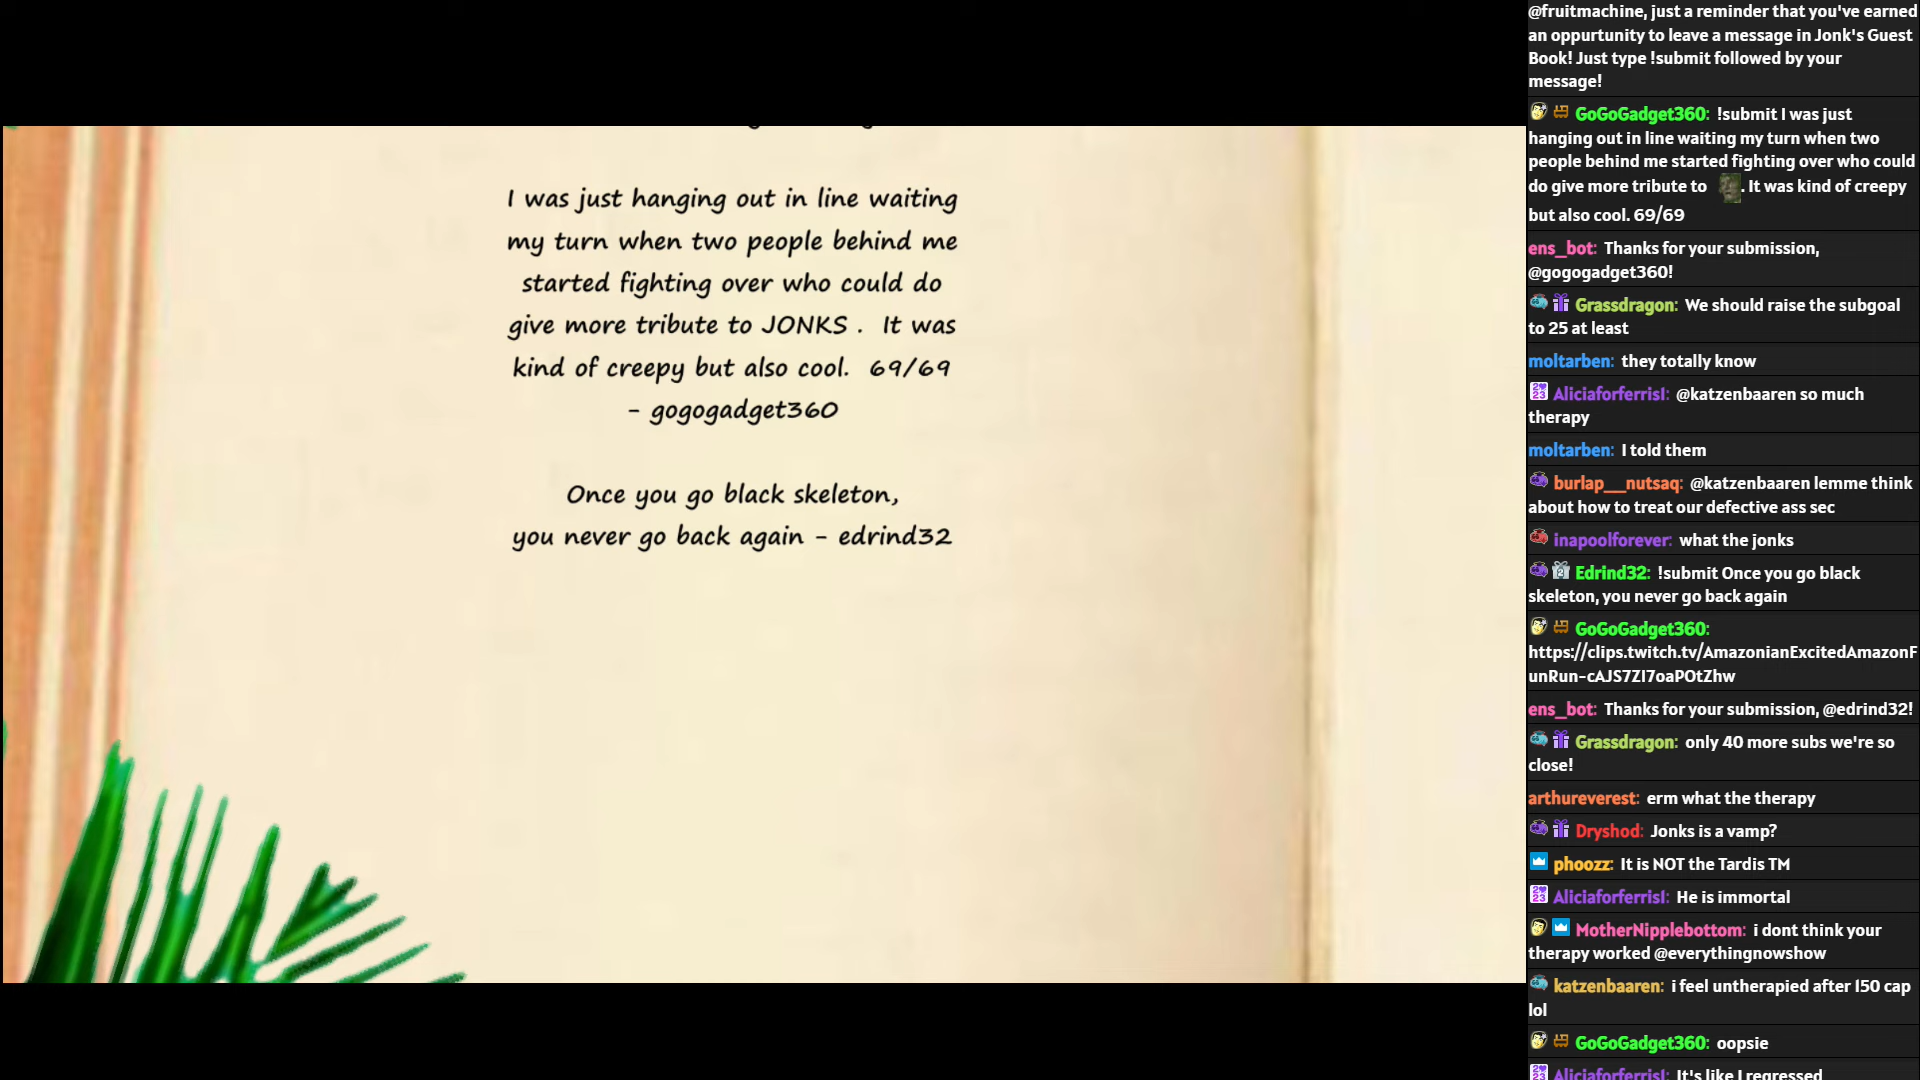 I was just hanging out in line waiting
my turn when two people behind me
started fighting over who could do
give more tribute to JONKS .  It was
kind of creepy but also cool.  69/69
- gogogadget360
Once you go black skeleton,
you never go back again - edrind32
@fruitmachine, just a reminder that you've earned
an oppurtunity to leave a message in Jonk's Guest
Book! Just type !submit followed by your
message!
GoGoGadget360: !submit I was just
hanging out in line waiting my turn when two
people behind me started fighting over who could
do give more tribute to . It was kind of creepy
but also cool. 69/69
ens_bot: Thanks for your submission,
@gogogadget360!
Grassdragon: We should raise the subgoal
to 25 at least
moltarben: they totally know
Aliciaforferris1: @katzenbaaren so much
therapy
moltarben: I told them
burlap__nutsaq: @katzenbaaren lemme think
about how to treat our defective ass sec
inapoolforever: what the jonks
Edrind32: !submit Once you go black
skeleton, you never go back again
GoGoGadget360:
https://clips.twitch.tv/AmazonianExcitedAmazonF
unRun-cAJS7ZI7oaPOtZhw
ens_bot: Thanks for your submission, @edrind32!
Grassdragon: only 40 more subs we're so
close!
arthureverest: erm what the therapy
Dryshod: Jonks is a vamp?
phoozz: It is NOT the Tardis TM
Aliciaforferris1: He is immortal
MotherNipplebottom: i dont think your
therapy worked @everythingnowshow
katzenbaaren: i feel untherapied after 150 cap
lol
GoGoGadget360: oopsie
Aliciaforferris1: It's like I regressed